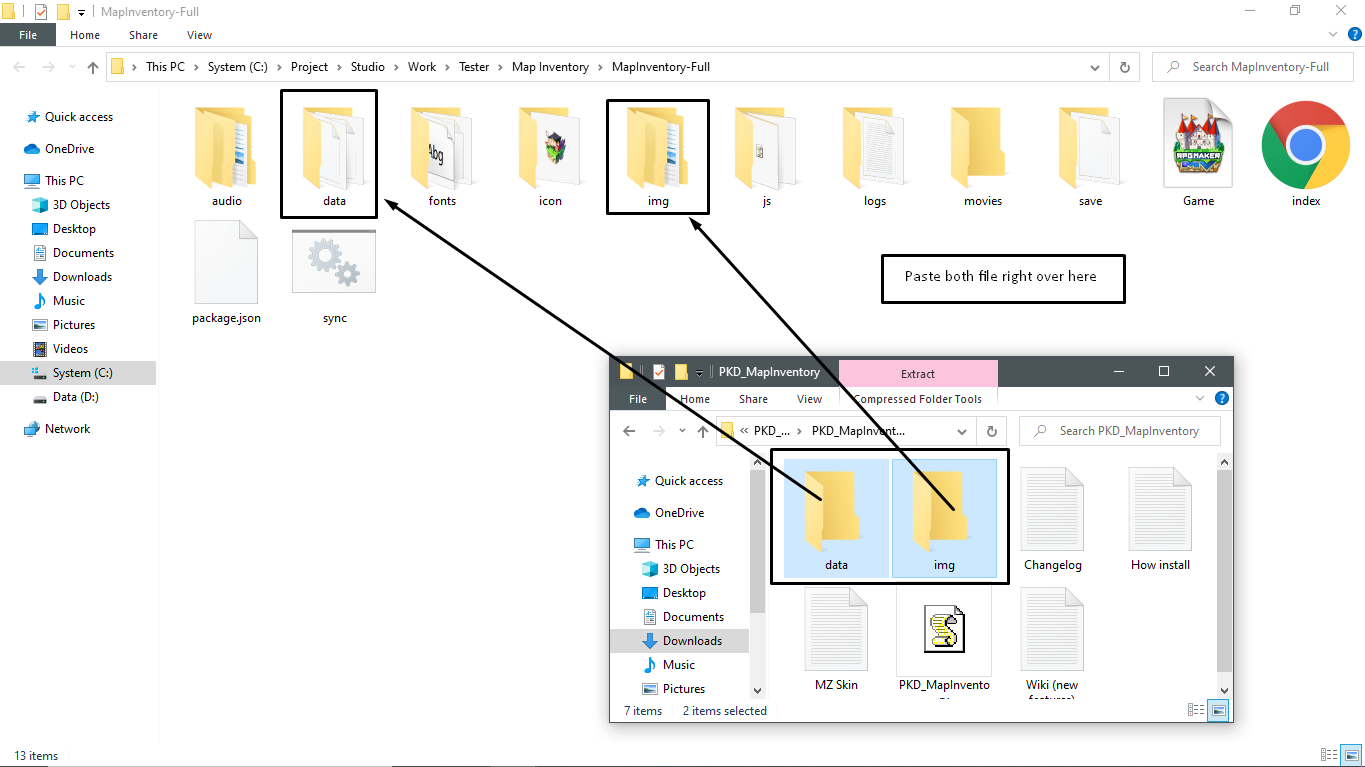 MapInventory-Full
File Home Share View
This PC System (C:) Project Studio Work Tester Map Inventory MapInventory-Full
Search MapInventory-Full
Quick access
OneDrive
This PC
3D Objects
Desktop
Documents
Downloads
Music
Pictures
Videos
System (C:)
Data (D:)
Network
Abg
RPG MAKER
MV
audio data fonts icon img js logs movies save Game index
package.json sync
Paste both file right over here
PKD_MapInventory Extract
File Home Share View Compressed Folder Tools
« PKD_... PKD_MapInvent...
Search PKD_MapInventory
Quick access
OneDrive
This PC
3D Objects
Desktop
Documents
Downloads
Music
Pictures
data img Changelog How install
MZ Skin PKD_MapInvento Wiki (new
features)
7 items 2 items selected
13 items